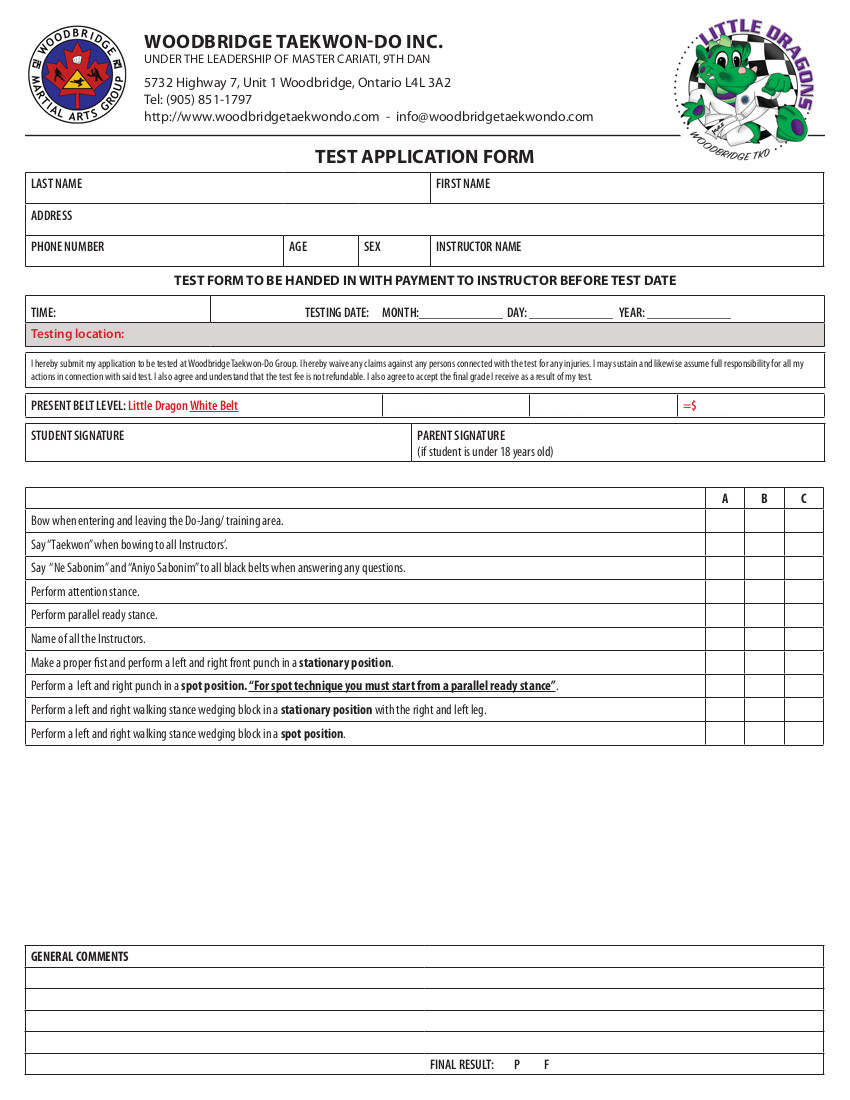 WOODBRIDGE
MARTIAL ARTS GROUP
WOODBRIDGE TAEKWON-DO INC.
UNDER THE LEADERSHIP OF MASTER CARIATI, 9TH DAN
5732 Highway 7, Unit 1 Woodbridge, Ontario L4L 3A2
Tel: (905) 851-1797
http://www.woodbridgetaekwondo.com - info@woodbridgetaekwondo.com
LITTLE DRAGONS
WOODBRIDGE TKD
TEST APPLICATION FORM
LAST NAME FIRST NAME
ADDRESS
PHONE NUMBER AGE SEX INSTRUCTOR NAME
TEST FORM TO BE HANDED IN WITH PAYMENT TO INSTRUCTOR BEFORE TEST DATE
TIME: TESTING DATE: MONTH:______________ DAY: ______________ YEAR: ______________
Testing location:
I hereby submit my application to be tested at Woodbridge Taekwon-Do Group. I hereby waive any claims against any persons connected with the test for any injuries. I may sustain and likewise assume full responsibility for all my
actions in connection with said test. I also agree and understand that the test fee is not refundable. I also agree to accept the final grade I receive as a result of my test.
PRESENT BELT LEVEL: Little Dragon White Belt =$
STUDENT SIGNATURE PARENT SIGNATURE
(if student is under 18 years old)
A B C
Bow when entering and leaving the Do-Jang/ training area.
Say “Taekwon” when bowing to all Instructors’.
Say “Ne Sabonim” and “Aniyo Sabonim” to all black belts when answering any questions.
Perform attention stance.
Perform parallel ready stance.
Name of all the Instructors.
Make a proper fist and perform a left and right front punch in a stationary position.
Perform a left and right punch in a spot position. “For spot technique you must start from a parallel ready stance”.
Perform a left and right walking stance wedging block in a stationary position with the right and left leg.
Perform a left and right walking stance wedging block in a spot position.
GENERAL COMMENTS
FINAL RESULT: P F